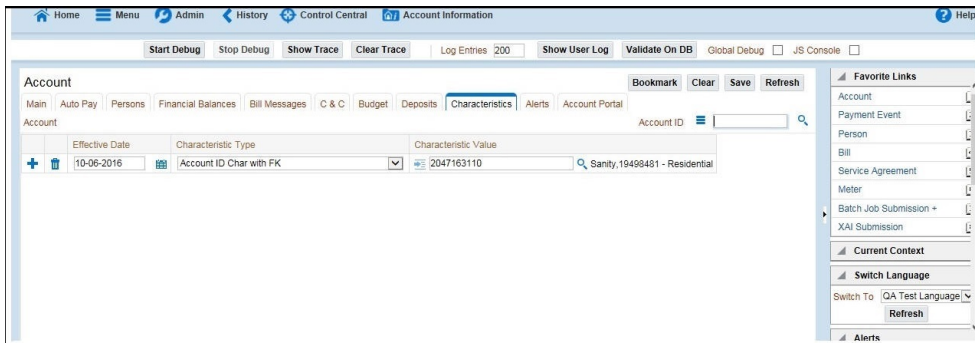 Home Menu Admin History Control Central Account Information Help
Start Debug Stop Debug Show Trace Clear Trace Log Entries 200 Show User Log Validate On DB Global Debug JS Console
Account Bookmark Clear Save Refresh
Main Auto Pay Persons Financial Balances Bill Messages C & C Budget Deposits Characteristics Alerts Account Portal
Account Account ID
Effective Date Characteristic Type Characteristic Value
10-06-2016 Account ID Char with FK 2047163110 Sanity,19498481 - Residential
Favorite Links
Account
Payment Event
Person
Bill
Service Agreement
Meter
Batch Job Submission +
XAI Submission
Current Context
Switch Language
Switch To QA Test Language
Refresh
Alerts